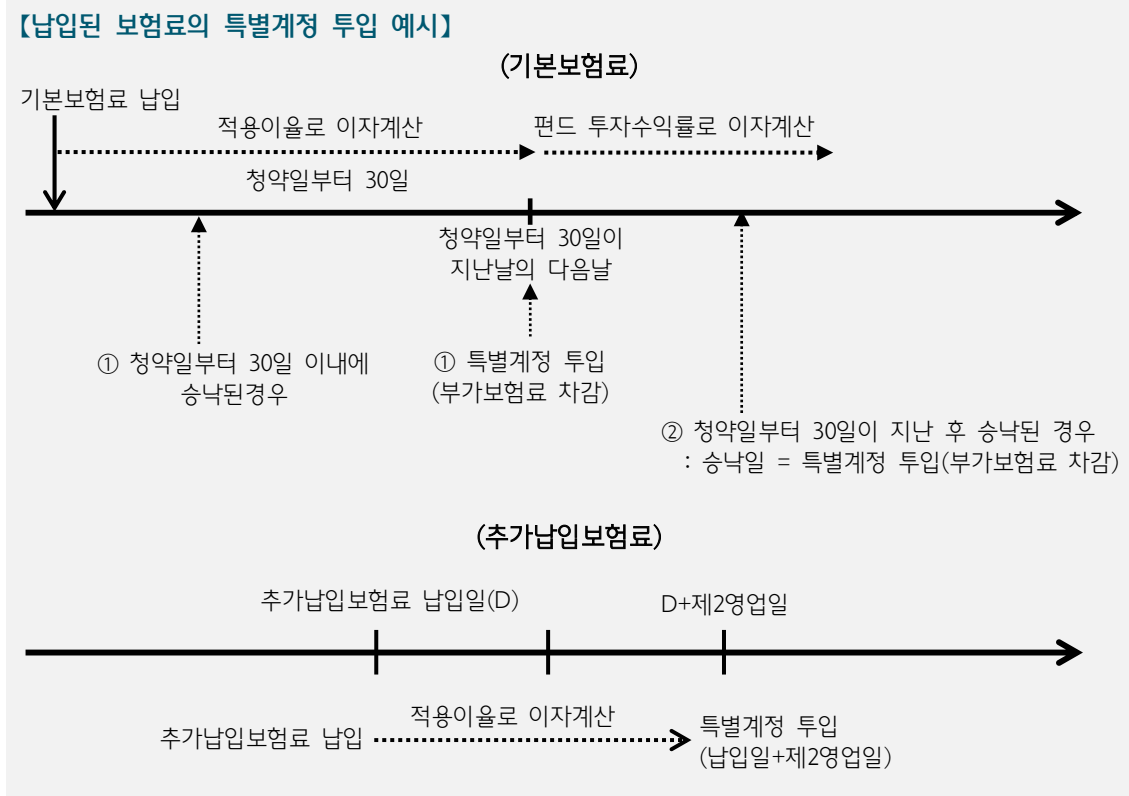 【납입된 보험료의 특별계정 투입 예시】
(기본보험료)
기본보험료 납입
적용이율로 이자계산
펀드 투자수익률로 이자계산
청약일부터 30일
청약일부터 30일이
지난날의 다음날
① 청약일부터 30일 이내에
승낙된경우
① 특별계정 투입
(부가보험료 차감)
② 청약일부터 30일이 지난 후 승낙된 경우
: 승낙일 = 특별계정 투입(부가보험료 차감)
(추가납입보험료)
추가납입보험료 납입일(D)
D+제2영업일
추가납입보험료 납입
적용이율로 이자계산
특별계정 투입
(납입일+제2영업일)